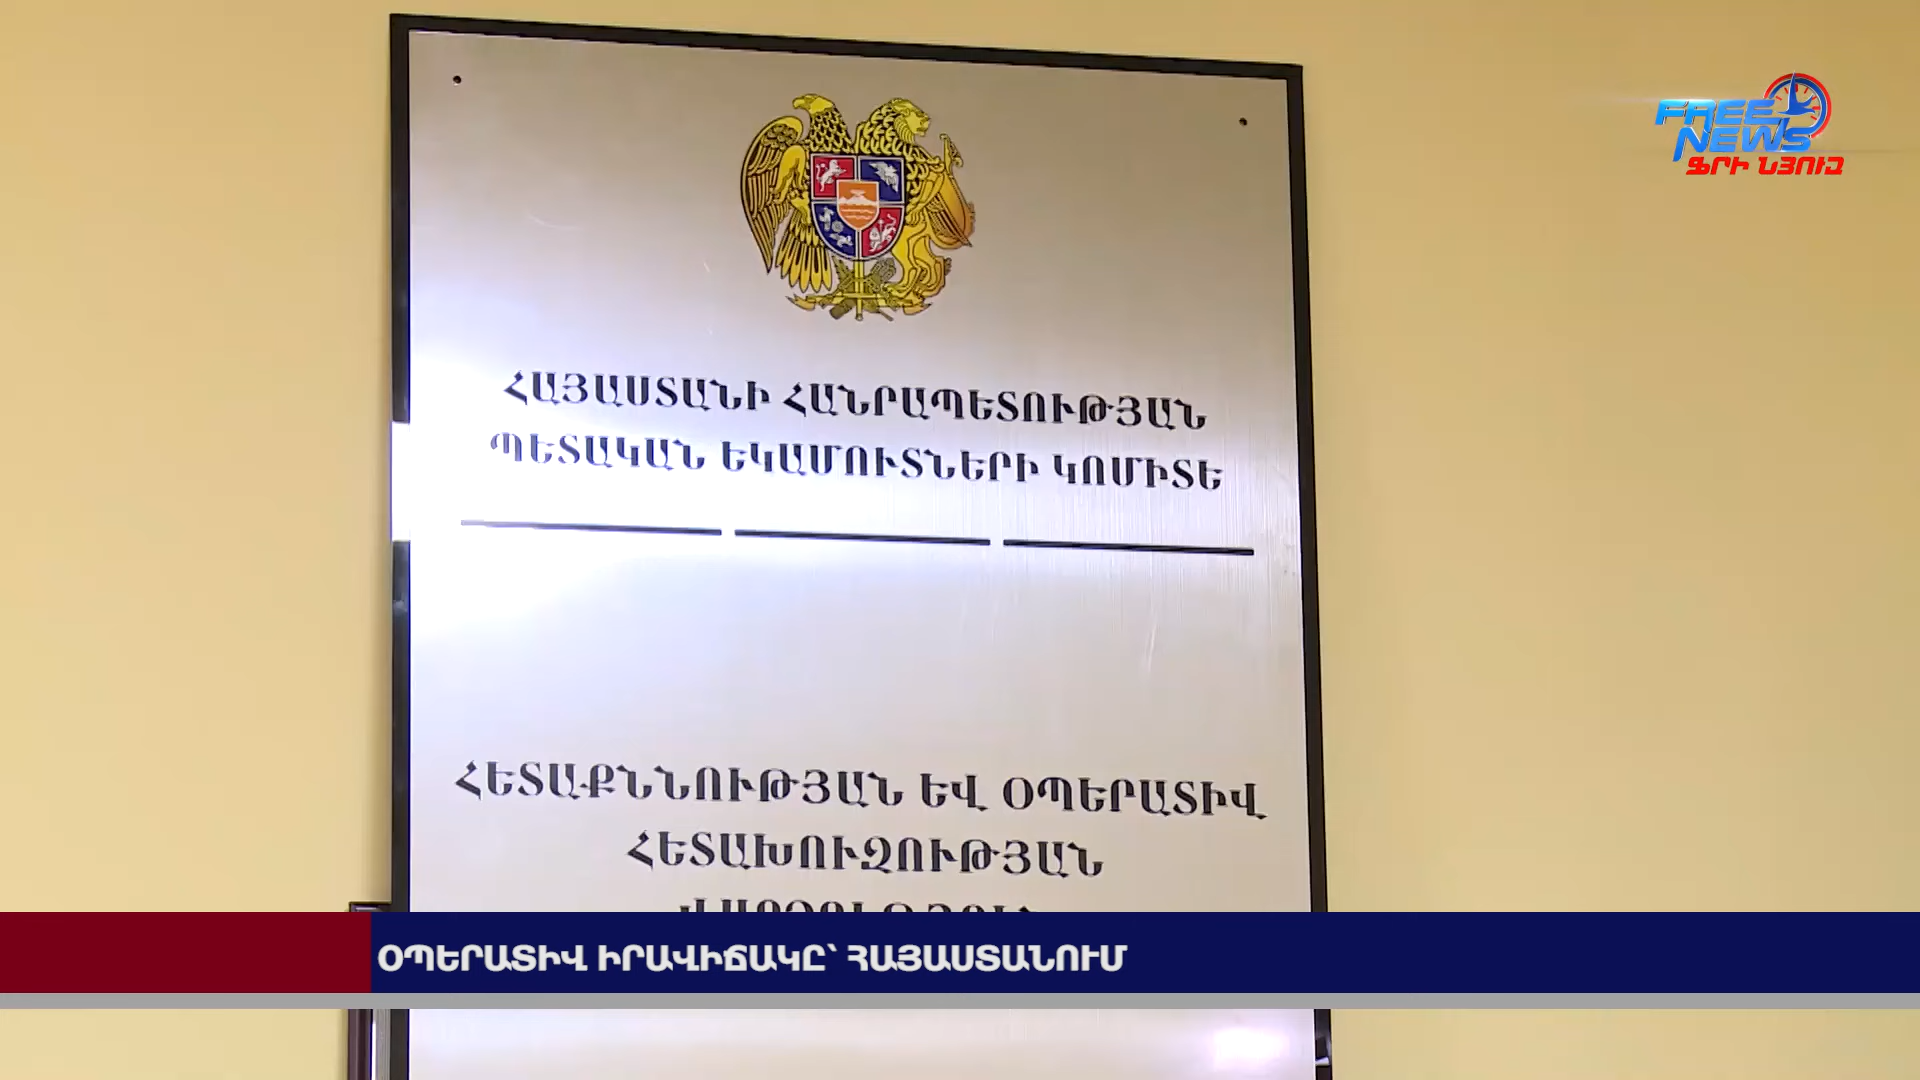 FREE
NEWS
ՖՐԻ ՆՅՈՒԶ
ՀԱՅԱՍՏԱՆԻ ՀԱՆՐԱՊԵՏՈՒԹՅԱՆ
ՊԵՏԱԿԱՆ ԵԿԱՄՈՒՏՆԵՐԻ ԿՈՄԻՏԵ
ՀԵՏԱՔՆՆՈՒԹՅԱՆ ԵՎ ՕՊԵՐԱՏԻՎ
ՀԵՏԱԽՈՒԶՈՒԹՅԱՆ
ՕՊԵՐԱՏԻՎ ԻՐԱՎԻՃԱԿԸ՝ ՀԱՅԱՍՏԱՆՈՒՄ